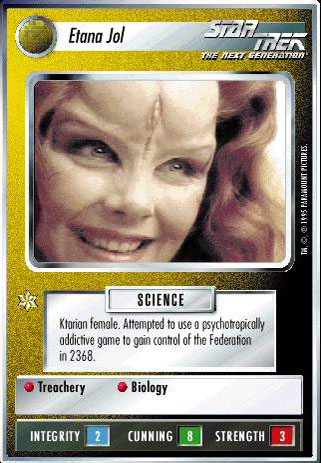 Etana Jol
STAR TREK
THE NEXT GENERATION
TM, ©, ® 1995 PARAMOUNT PICTURES.
SCIENCE
Ktarian female. Attempted to use a psychotropically
addictive game to gain control of the Federation
in 2368.
Treachery Biology
INTEGRITY 2 CUNNING 8 STRENGTH 3